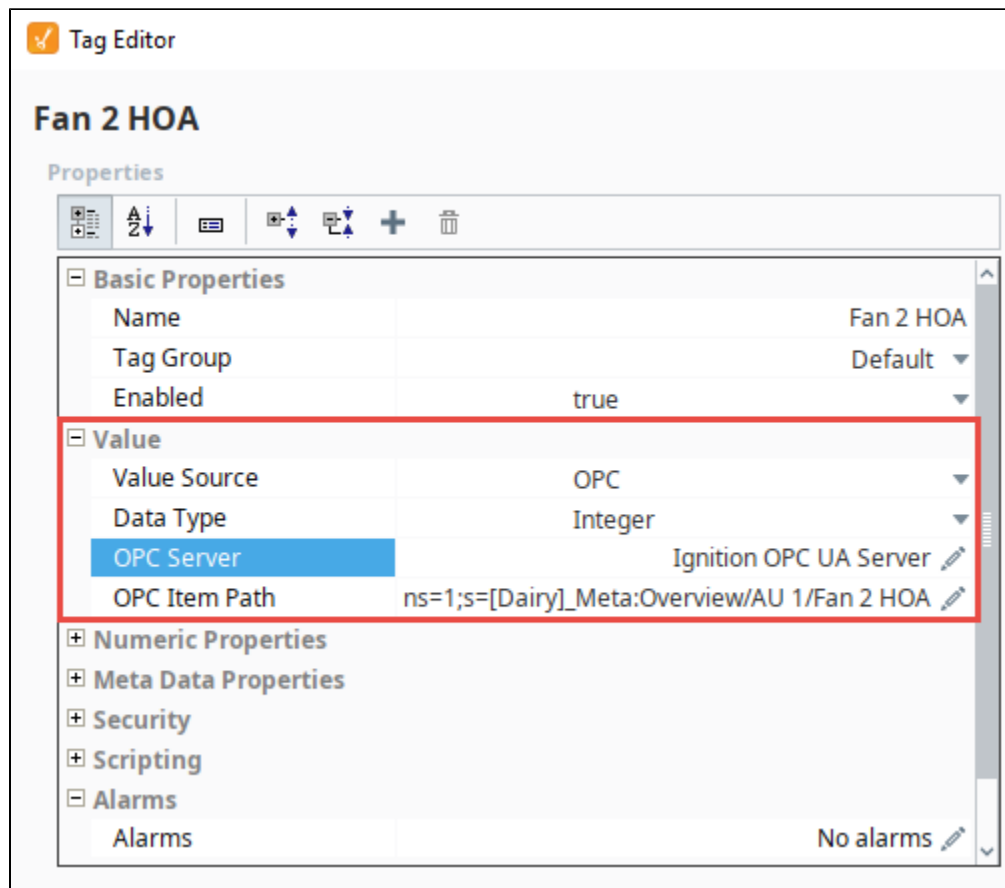 Tag Editor
Fan 2 HOA
Properties
A
Z
Basic Properties
Name Fan 2 HOA
Tag Group Default
Enabled true
Value
Value Source OPC
Data Type Integer
OPC Server Ignition OPC UA Server
OPC Item Path ns=1;s=[Dairy]_Meta:Overview/AU 1/Fan 2 HOA
Numeric Properties
Meta Data Properties
Security
Scripting
Alarms
Alarms No alarms